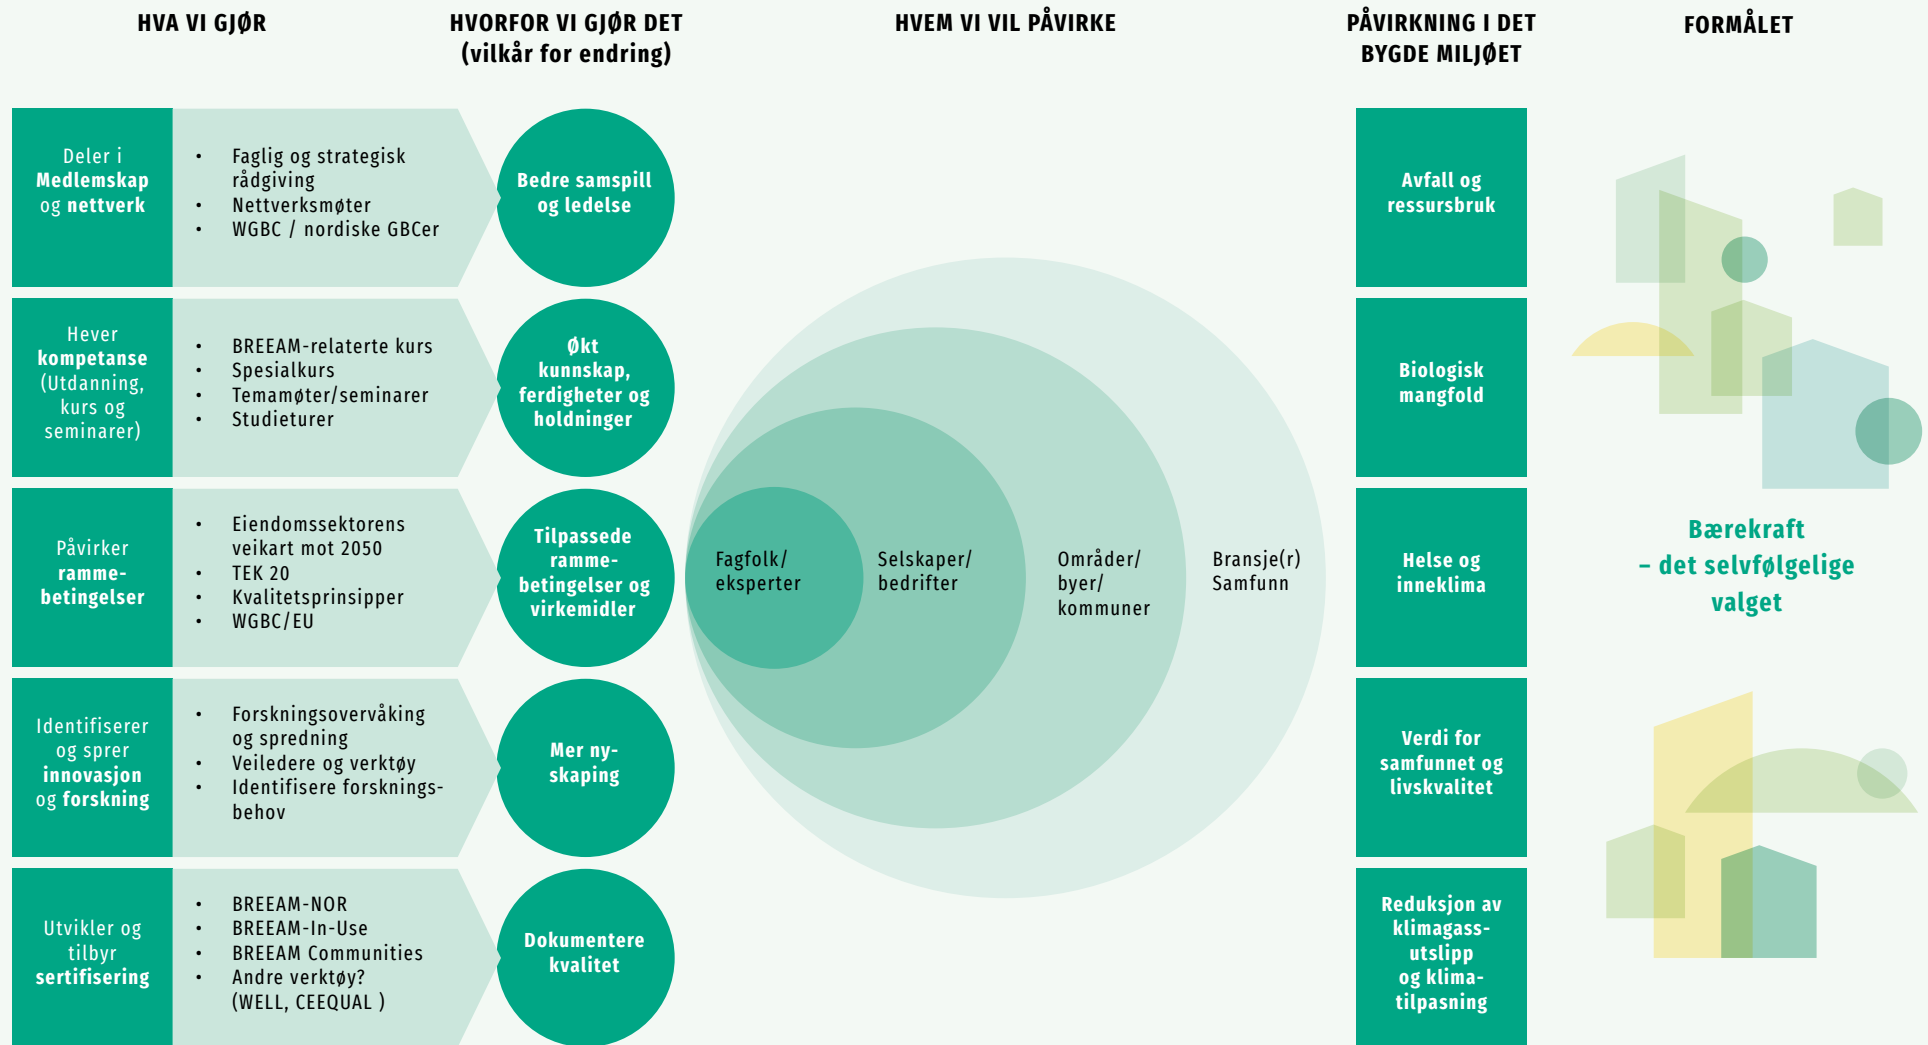 HVA VI GJØR
HVORFOR VI GJØR DET
(vilkår for endring)
HVEM VI VIL PÅVIRKE
PÅVIRKNING I DET
BYGDE MILJØET
FORMÅLET
Deler i
Medlemskap
og nettverk
• Faglig og strategisk
rådgiving
• Nettverksmøter
• WGBC / nordiske GBCer
Bedre samspill
og ledelse
Hever
kompetanse
(Utdanning,
kurs og
seminarer)
• BREEAM-relaterte kurs
• Spesialkurs
• Temamøter/seminarer
• Studieturer
Økt
kunnskap,
ferdigheter og
holdninger
Påvirker
ramme-
betingelser
• Eiendomssektorens
veikart mot 2050
• TEK 20
• Kvalitetsprinsipper
• WGBC/EU
Tilpassede
ramme-
betingelser og
virkemidler
Identifiserer
og sprer
innovasjon
og forskning
• Forskningsovervåking
og spredning
• Veiledere og verktøy
• Identifisere forsknings-
behov
Mer ny-
skaping
Utvikler og
tilbyr
sertifisering
• BREEAM-NOR
• BREEAM-In-Use
• BREEAM Communities
• Andre verktøy?
(WELL, CEEQUAL )
Dokumentere
kvalitet
Fagfolk/
eksperter
Selskaper/
bedrifter
Områder/
byer/
kommuner
Bransje(r)
Samfunn
Avfall og
ressursbruk
Biologisk
mangfold
Helse og
inneklima
Verdi for
samfunnet og
livskvalitet
Reduksjon av
klimagass-
utslipp
og klima-
tilpasning
Bærekraft
– det selvfølgelige
valget